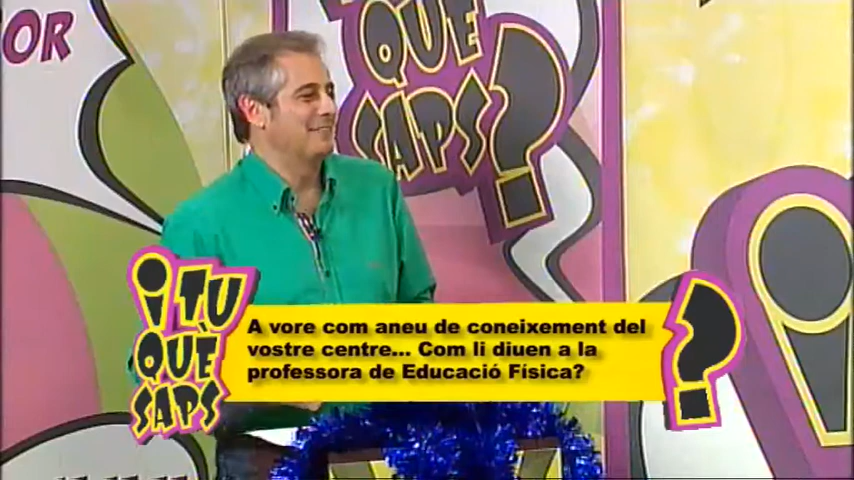 OR
QUÈ
SAPS?
¡TU
QUÈ
SAPS
A vore com aneu de coneixement del
vostre centre... Com li diuen a la
professora de Educació Física?
?